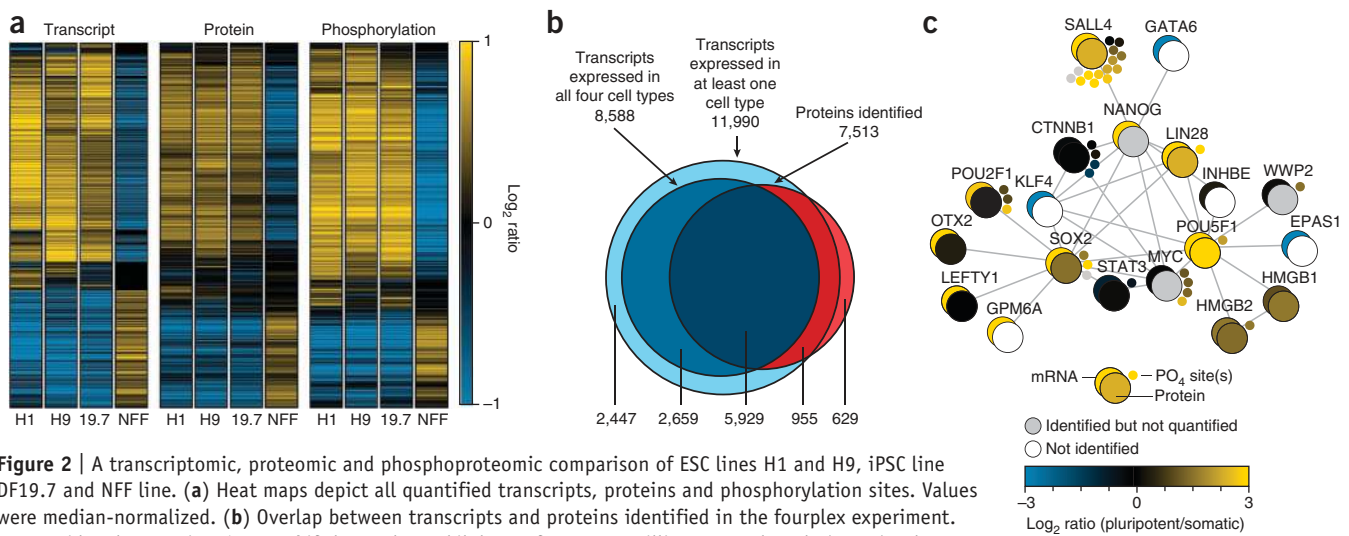 a
Transcript
Protein
Phosphorylation
1
0
−1
Log2 ratio
H1 H9 19.7 NFF
H1 H9 19.7 NFF
H1 H9 19.7 NFF
b
Transcripts
expressed in
all four cell types
8,588
Transcripts
expressed in
at least one
cell type
11,990
Proteins identified
7,513
2,447
2,659
5,929
955
629
c
SALL4
GATA6
NANOG
CTNNB1
LIN28
POU2F1
KLF4
INHBE
WWP2
OTX2
SOX2
POU5F1
EPAS1
LEFTY1
STAT3
MYC
HMGB1
GPM6A
HMGB2
mRNA
PO4 site(s)
Protein
Identified but not quantified
Not identified
−3
0
3
Log2 ratio (pluripotent/somatic)
Figure 2 | A transcriptomic, proteomic and phosphoproteomic comparison of ESC lines H1 and H9, iPSC line
DF19.7 and NFF line. (a) Heat maps depict all quantified transcripts, proteins and phosphorylation sites. Values
were median-normalized. (b) Overlap between transcripts and proteins identified in the fourplex experiment.